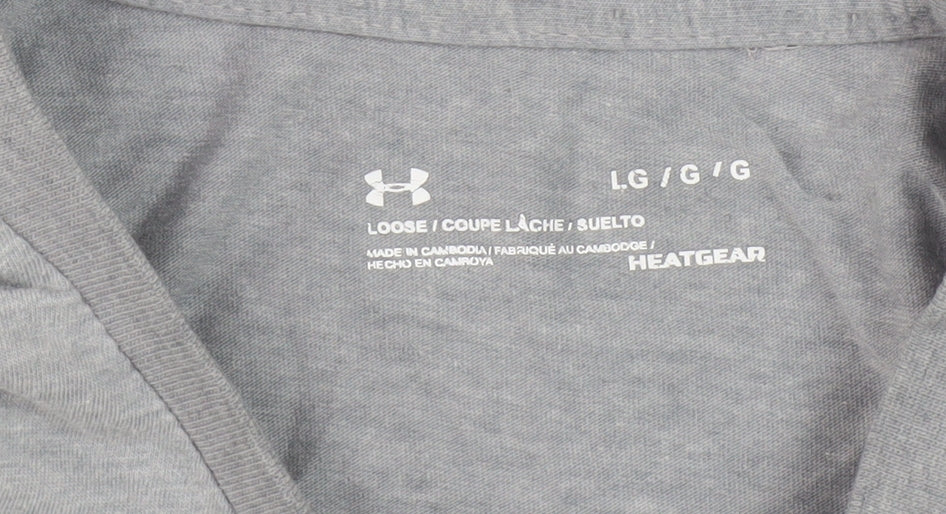 LG / G / G
LOOSE / COUPE LÂCHE / SUELTO
MADE IN CAMBODIA / FABRIQUÉ AU CAMBODGE /
HECHO EN CAMBOYA
HEATGEAR